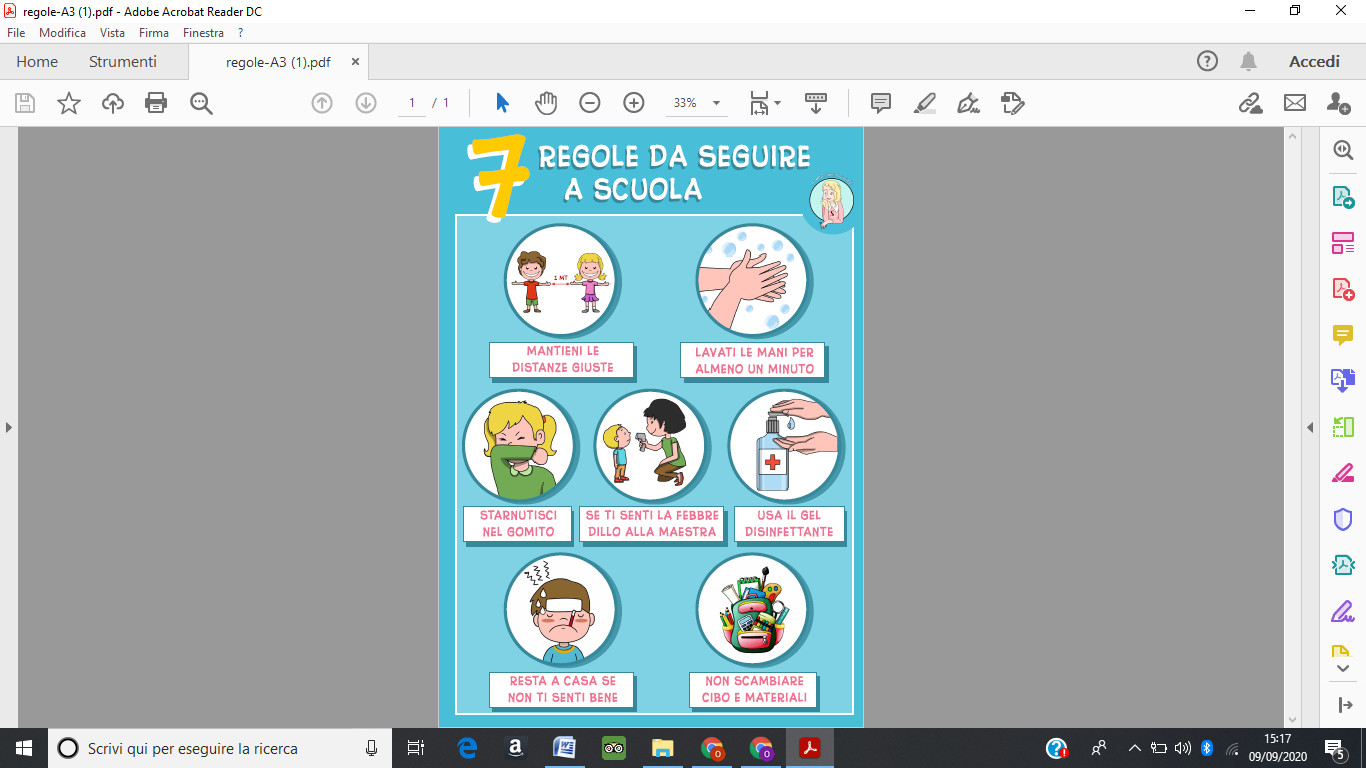 regole-A3 (1).pdf - Adobe Acrobat Reader DC
File Modifica Vista Firma Finestra ?
Home Strumenti regole-A3 (1).pdf × Accedi
1 / 1 33%
7 REGOLE DA SEGUIRE
A SCUOLA
1 MT
MANTIENI LE
DISTANZE GIUSTE
LAVATI LE MANI PER
ALMENO UN MINUTO
STARNUTISCI
NEL GOMITO
SE TI SENTI LA FEBBRE
DILLO ALLA MAESTRA
USA IL GEL
DISINFETTANTE
RESTA A CASA SE
NON TI SENTI BENE
NON SCAMBIARE
CIBO E MATERIALI
Scrivi qui per eseguire la ricerca
15:17
09/09/2020
5